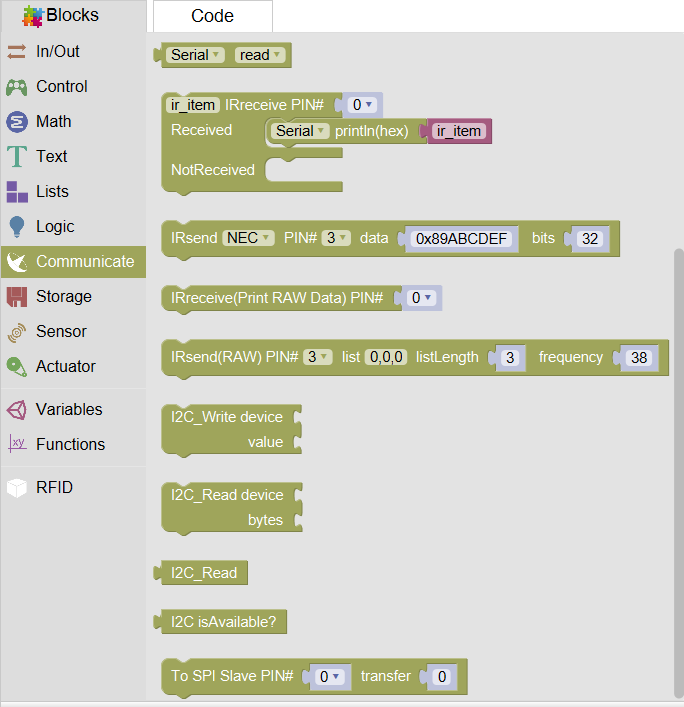 Blocks
Code
In/Out
Control
Math
Text
Lists
Logic
Communicate
Storage
Sensor
Actuator
Variables
Functions
RFID
Serial read
ir_item IRreceive PIN# 0
Received Serial println(hex) ir_item
NotReceived
IRsend NEC PIN# 3 data 0x89ABCDEF bits 32
IRreceive(Print RAW Data) PIN# 0
IRsend(RAW) PIN# 3 list 0,0,0 listLength 3 frequency 38
I2C_Write device
value
I2C_Read device
bytes
I2C_Read
I2C isAvailable?
To SPI Slave PIN# 0 transfer 0